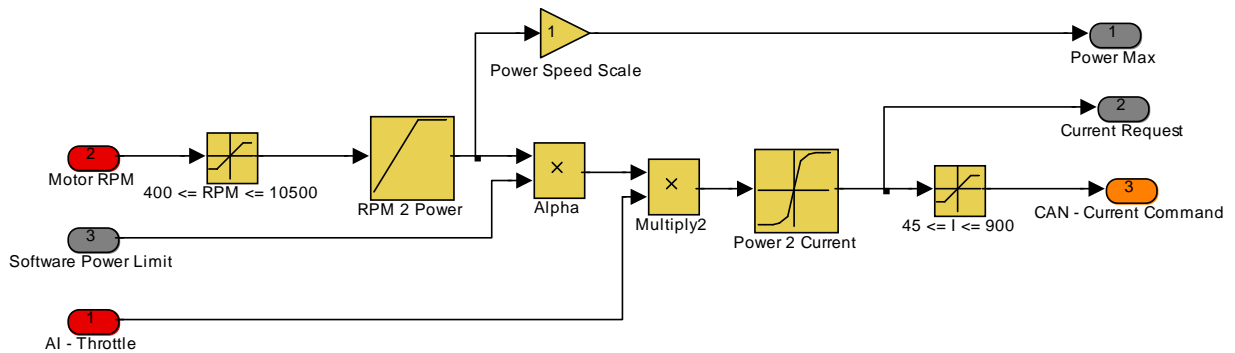 1
Power Speed Scale
1
Power Max
2
Current Request
2
Motor RPM
400 <= RPM <= 10500
RPM 2 Power
×
Alpha
×
Multiply2
Power 2 Current
45 <= I <= 900
3
CAN - Current Command
3
Software Power Limit
1
AI - Throttle